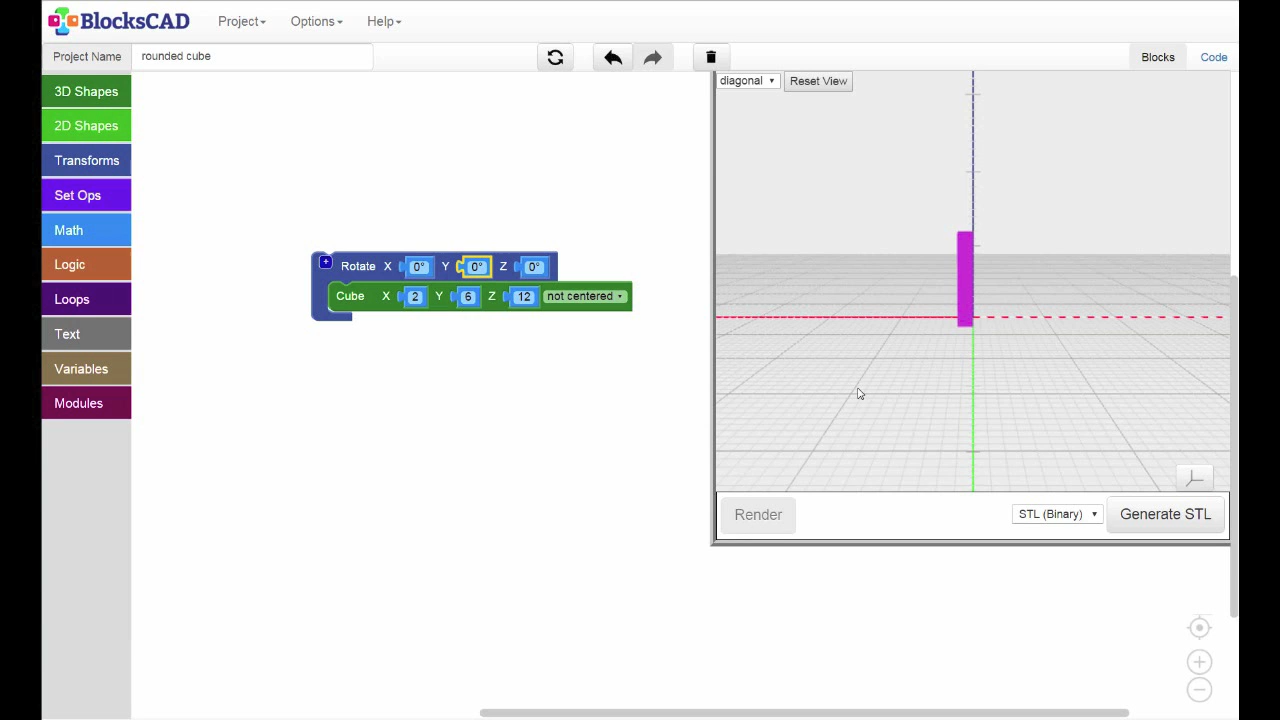 BlocksCAD Project Options Help
Project Name rounded cube Blocks Code
3D Shapes
2D Shapes
Transforms
Set Ops
Math
Logic
Loops
Text
Variables
Modules
Rotate X 0° Y 0° Z 0°
Cube X 2 Y 6 Z 12 not centered
diagonal Reset View
Render STL (Binary) Generate STL